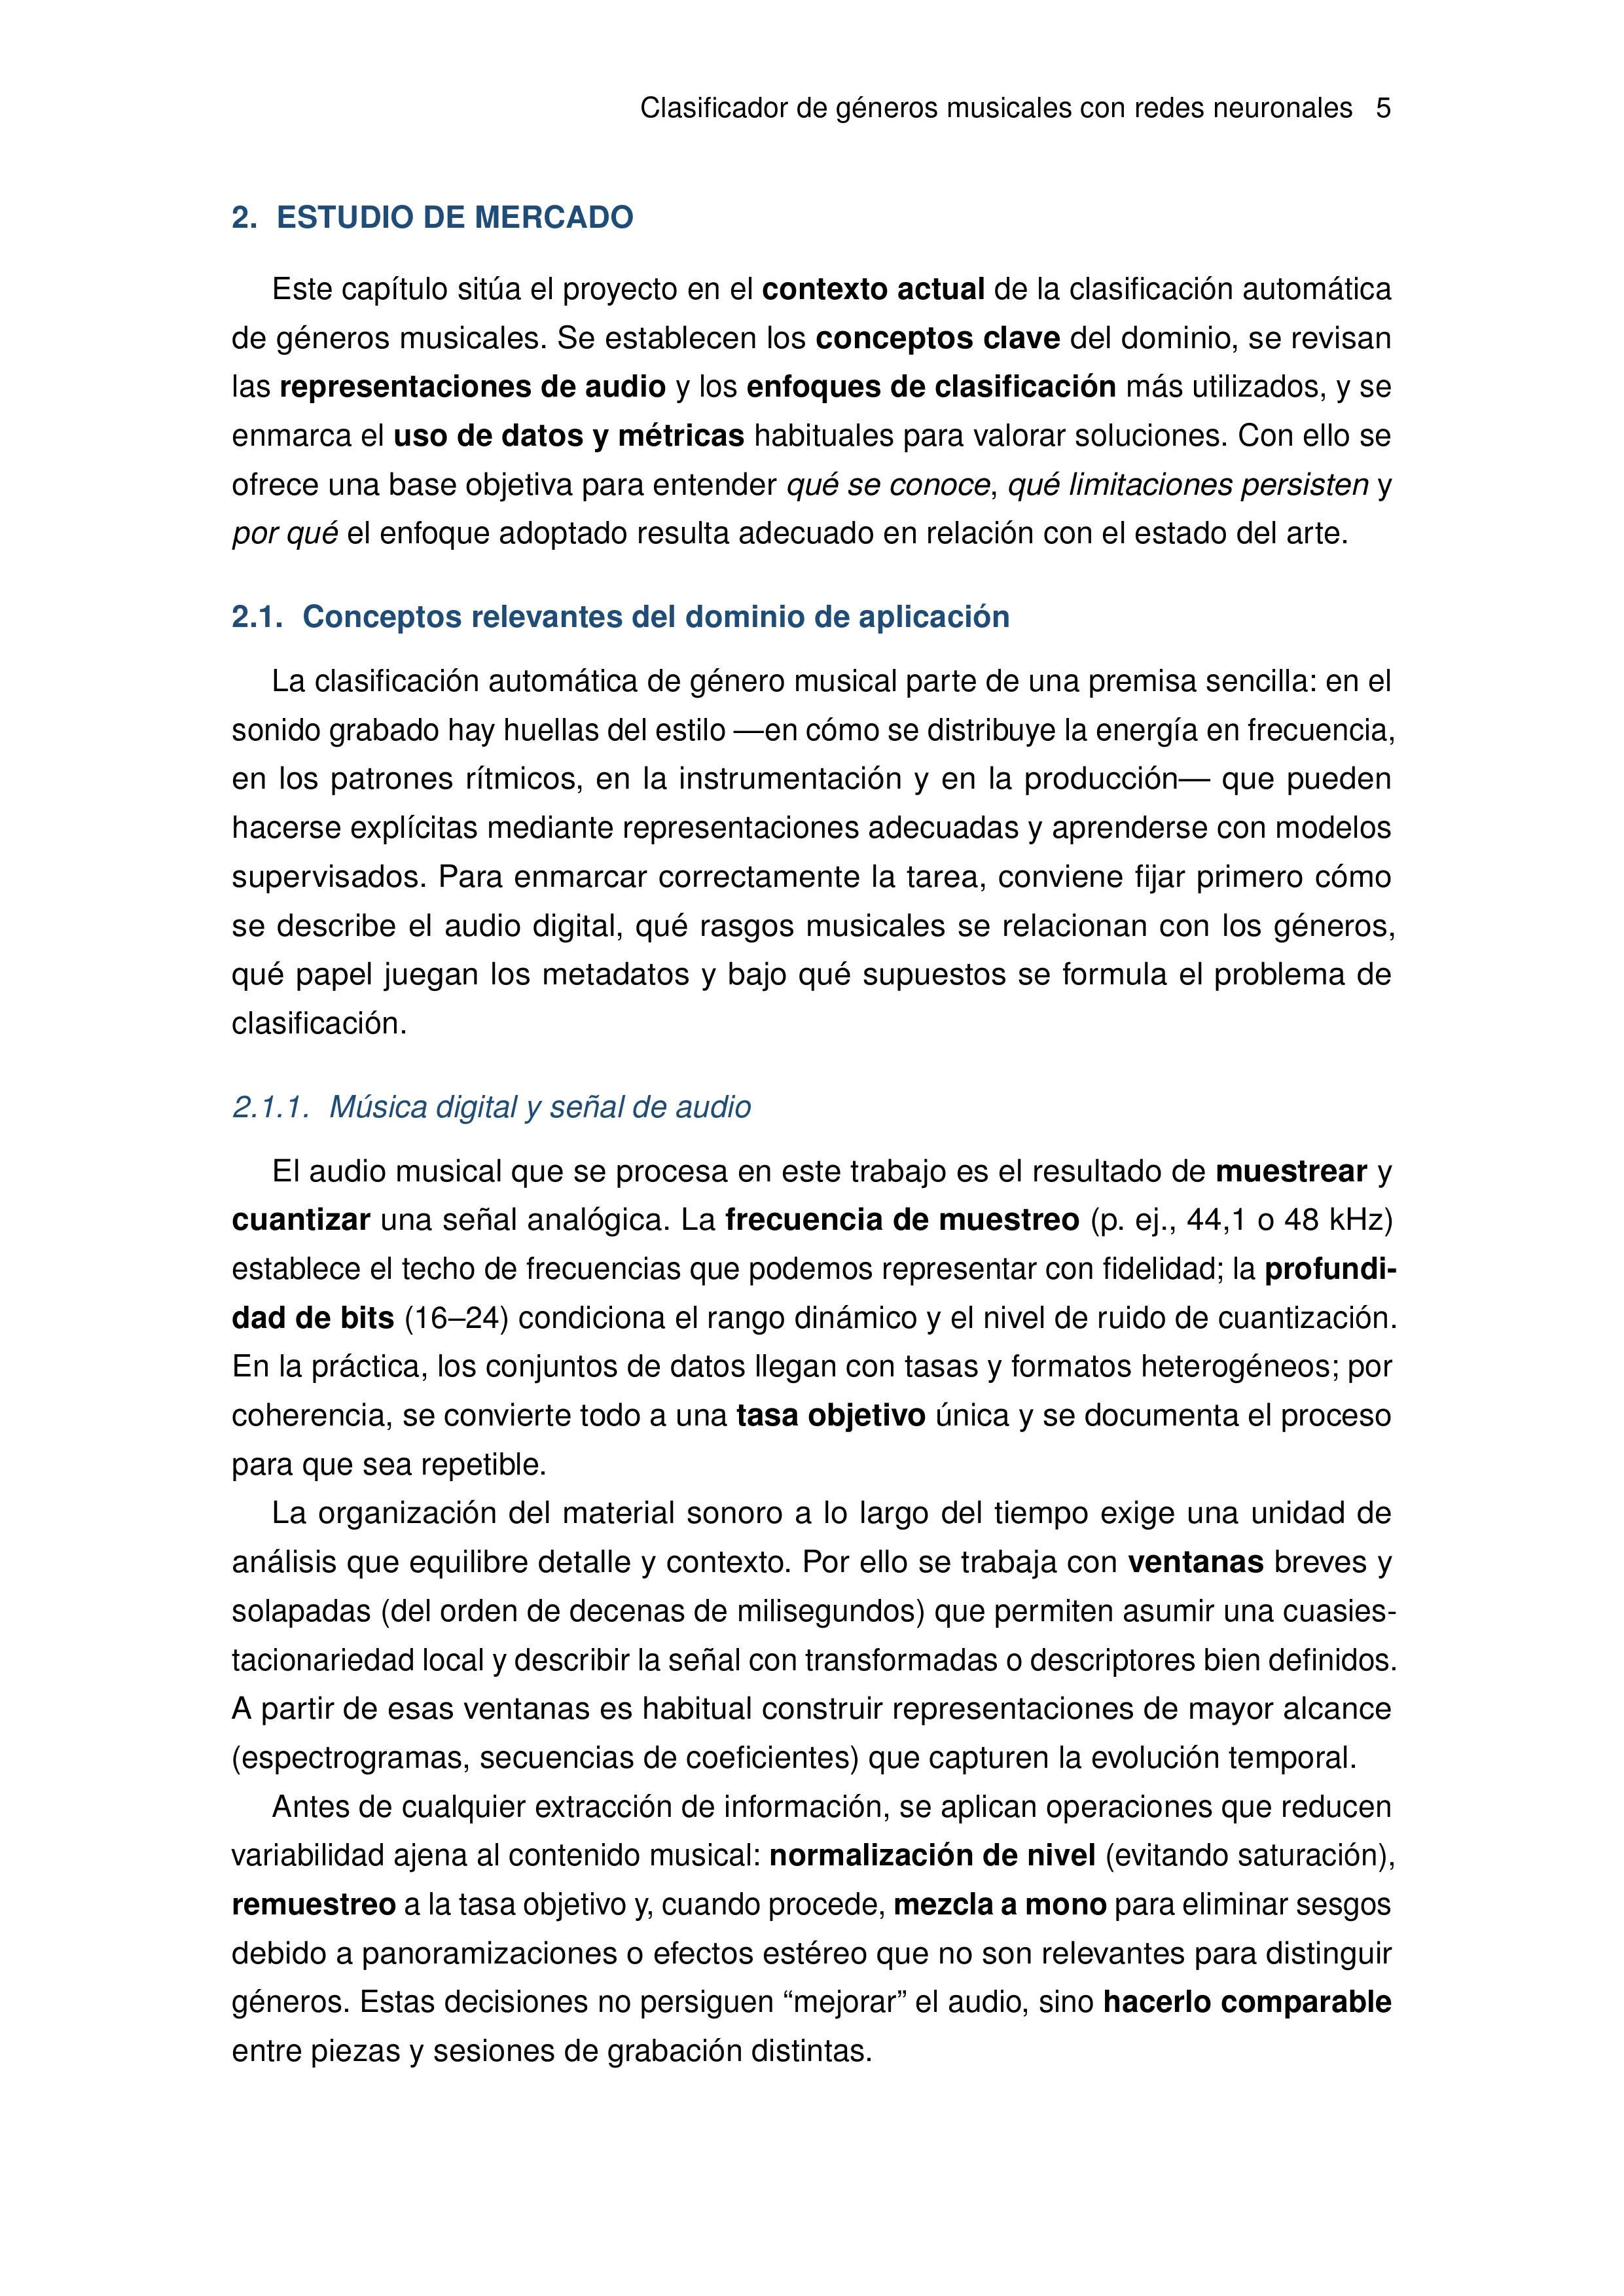 Clasificador de géneros musicales con redes neuronales 5
2. ESTUDIO DE MERCADO
Este capítulo sitúa el proyecto en el contexto actual de la clasificación automática
de géneros musicales. Se establecen los conceptos clave del dominio, se revisan
las representaciones de audio y los enfoques de clasificación más utilizados, y se
enmarca el uso de datos y métricas habituales para valorar soluciones. Con ello se
ofrece una base objetiva para entender qué se conoce, qué limitaciones persisten y
por qué el enfoque adoptado resulta adecuado en relación con el estado del arte.
2.1. Conceptos relevantes del dominio de aplicación
La clasificación automática de género musical parte de una premisa sencilla: en el
sonido grabado hay huellas del estilo —en cómo se distribuye la energía en frecuencia,
en los patrones rítmicos, en la instrumentación y en la producción— que pueden
hacerse explícitas mediante representaciones adecuadas y aprenderse con modelos
supervisados. Para enmarcar correctamente la tarea, conviene fijar primero cómo
se describe el audio digital, qué rasgos musicales se relacionan con los géneros,
qué papel juegan los metadatos y bajo qué supuestos se formula el problema de
clasificación.
2.1.1. Música digital y señal de audio
El audio musical que se procesa en este trabajo es el resultado de muestrear y
cuantizar una señal analógica. La frecuencia de muestreo (p. ej., 44,1 o 48 kHz)
establece el techo de frecuencias que podemos representar con fidelidad; la profundi-
dad de bits (16–24) condiciona el rango dinámico y el nivel de ruido de cuantización.
En la práctica, los conjuntos de datos llegan con tasas y formatos heterogéneos; por
coherencia, se convierte todo a una tasa objetivo única y se documenta el proceso
para que sea repetible.
La organización del material sonoro a lo largo del tiempo exige una unidad de
análisis que equilibre detalle y contexto. Por ello se trabaja con ventanas breves y
solapadas (del orden de decenas de milisegundos) que permiten asumir una cuasies-
tacionariedad local y describir la señal con transformadas o descriptores bien definidos.
A partir de esas ventanas es habitual construir representaciones de mayor alcance
(espectrogramas, secuencias de coeficientes) que capturen la evolución temporal.
Antes de cualquier extracción de información, se aplican operaciones que reducen
variabilidad ajena al contenido musical: normalización de nivel (evitando saturación),
remuestreo a la tasa objetivo y, cuando procede, mezcla a mono para eliminar sesgos
debido a panoramizaciones o efectos estéreo que no son relevantes para distinguir
géneros. Estas decisiones no persiguen “mejorar” el audio, sino hacerlo comparable
entre piezas y sesiones de grabación distintas.